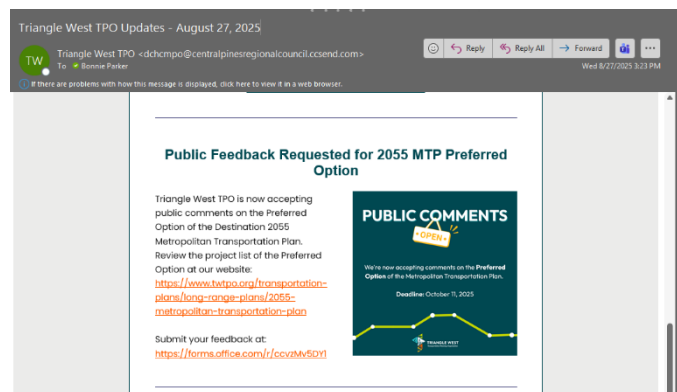 Triangle West TPO Updates - August 27, 2025
TW
Triangle West TPO <dchcmpo@centralpinesregionalcouncil.ccsend.com>
To Bonnie Parker
Reply
Reply All
Forward
Wed 8/27/2025 3:23 PM
If there are problems with how this message is displayed, click here to view it in a web browser.
Public Feedback Requested for 2055 MTP Preferred
Option
Triangle West TPO is now accepting
public comments on the Preferred
Option of the Destination 2055
Metropolitan Transportation Plan.
Review the project list of the Preferred
Option at our website:
https://www.twtpo.org/transportation-
plans/long-range-plans/2055-
metropolitan-transportation-plan
Submit your feedback at:
https://forms.office.com/r/ccvzMv5DY1
PUBLIC COMMENTS
OPEN
We're now accepting comments on the Preferred
Option of the Metropolitan Transportation Plan.
Deadline: October 11, 2025
TRIANGLE WEST